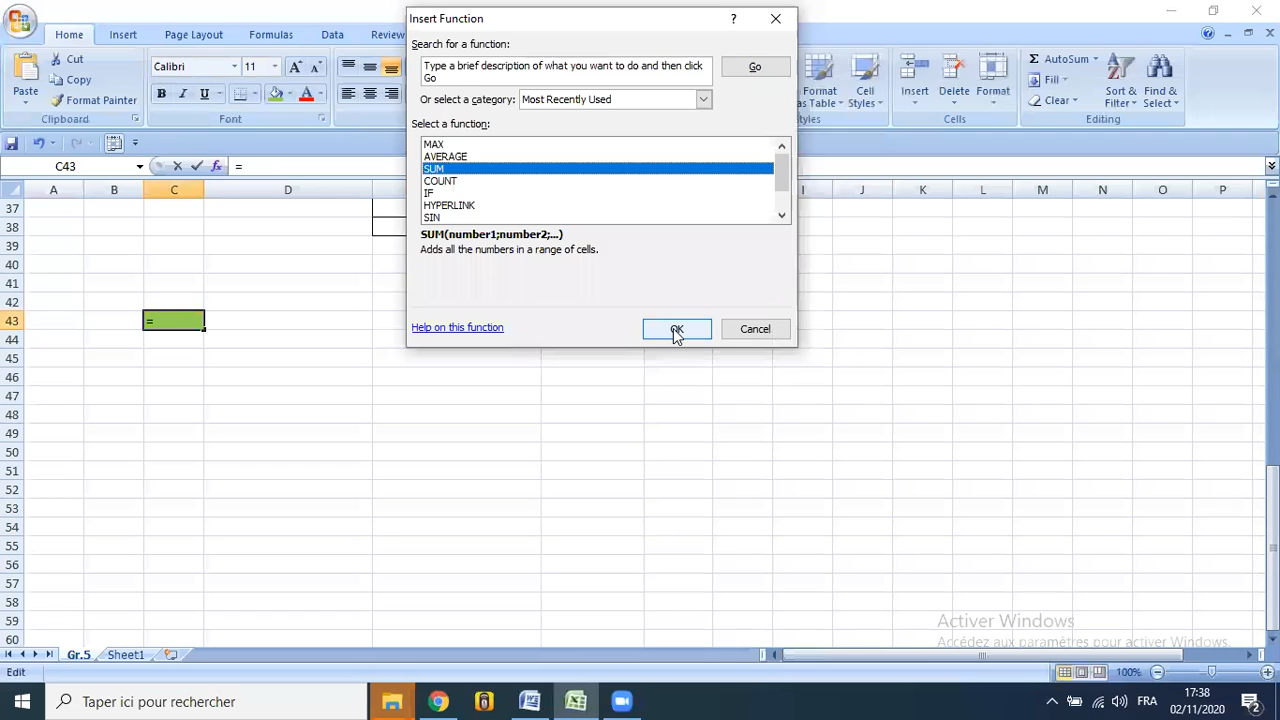 Insert Function
?
Search for a function:
Type a brief description of what you want to do and then click
Go
Go
Or select a category: Most Recently Used
Select a function:
MAX
AVERAGE
SUM
COUNT
IF
HYPERLINK
SIN
SUM(number1;number2;...)
Adds all the numbers in a range of cells.
Help on this function
OK
Cancel
Home Insert Page Layout Formulas Data Review
Paste
Cut
Copy
Format Painter
Clipboard
Calibri 11
B I U
Font
Styles
Insert Delete Format
Cells
Σ AutoSum
Fill
Clear
Sort & Filter
Find & Select
Editing
C43 fx =
A B C D I J K L M N O P
37
38
39
40
41
42
43 =
44
45
46
47
48
49
50
51
52
53
54
55
56
57
58
59
60
Activer Windows
Accédez aux paramètres pour activer Windows.
Gr.5 Sheet1
Edit
100%
Taper ici pour rechercher
FRA
17:38
02/11/2020
2